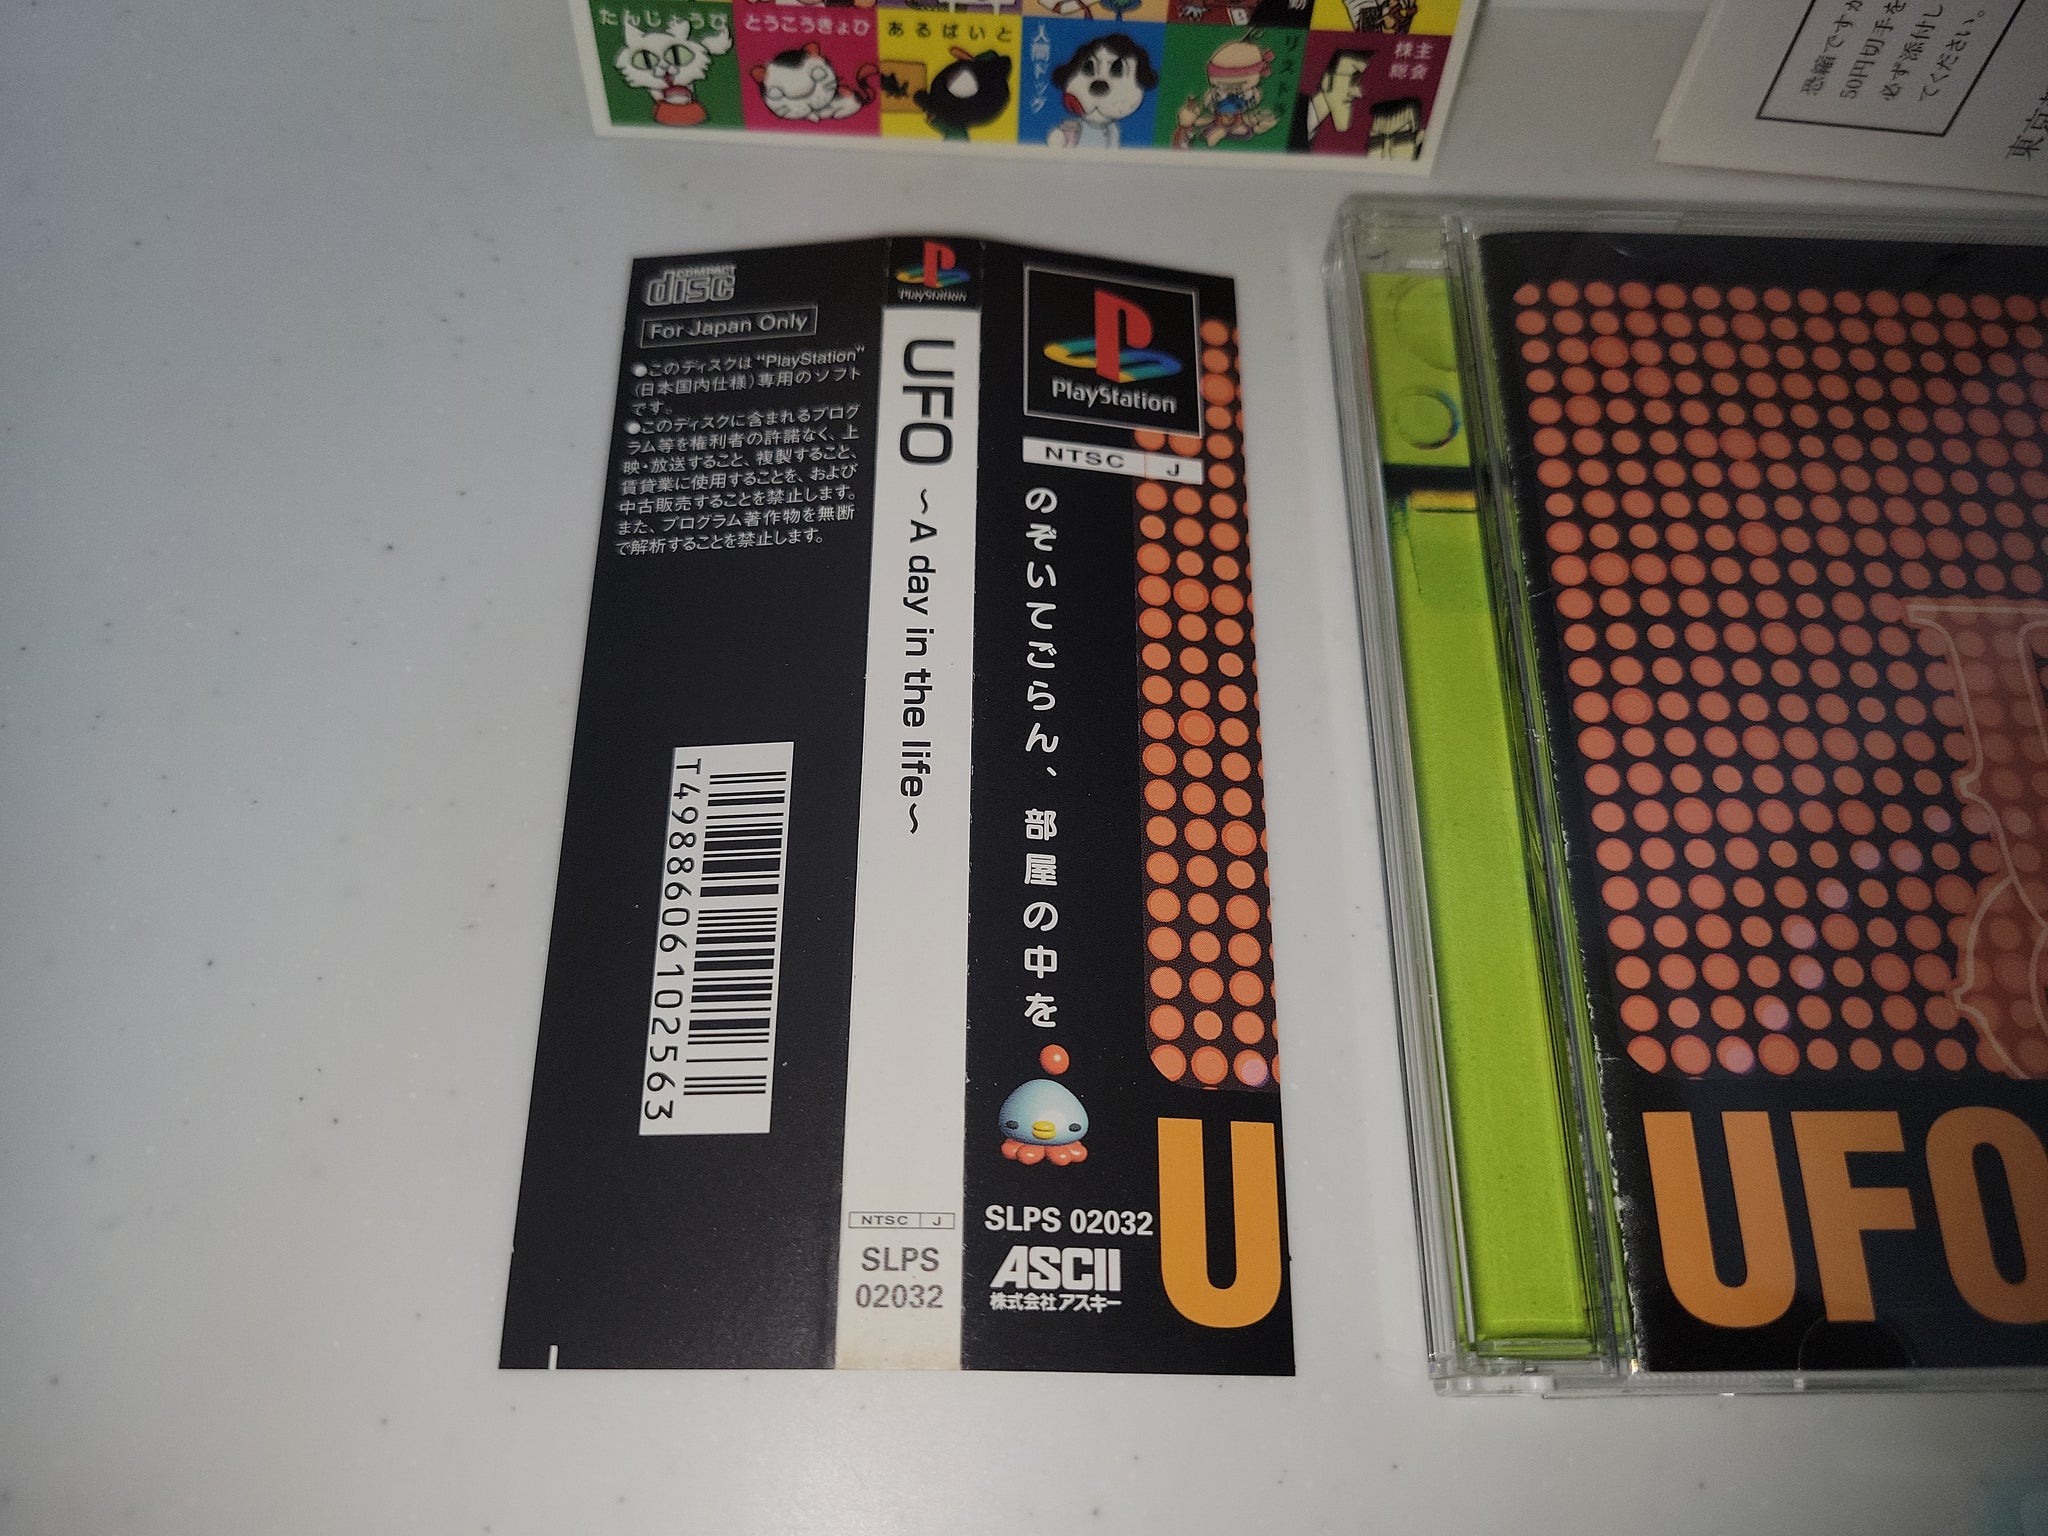 たんじょうび
とうこうきょひ
あるばいと
人間ドッグ
リストラ
株主
総会
恐縮ですが
50円切手を
必ず添付し
てください。
東京
COMPACT
disc
For Japan Only
●このディスクは“PlayStation”
(日本国内仕様)専用のソフト
です。
●このディスクに含まれるプログ
ラム等を権利者の許諾なく、上
映・放送すること、複製すること、
賃貸業に使用することを、および
中古販売することを禁止します。
また、プログラム著作物を無断
で解析することを禁止します。
T4988606102563
PlayStation
UFO ～A day in the life～
NTSC J
SLPS
02032
PlayStation
NTSC J
のぞいてごらん、部屋の中を
SLPS 02032
ASCII
株式会社アスキー
U
UFO